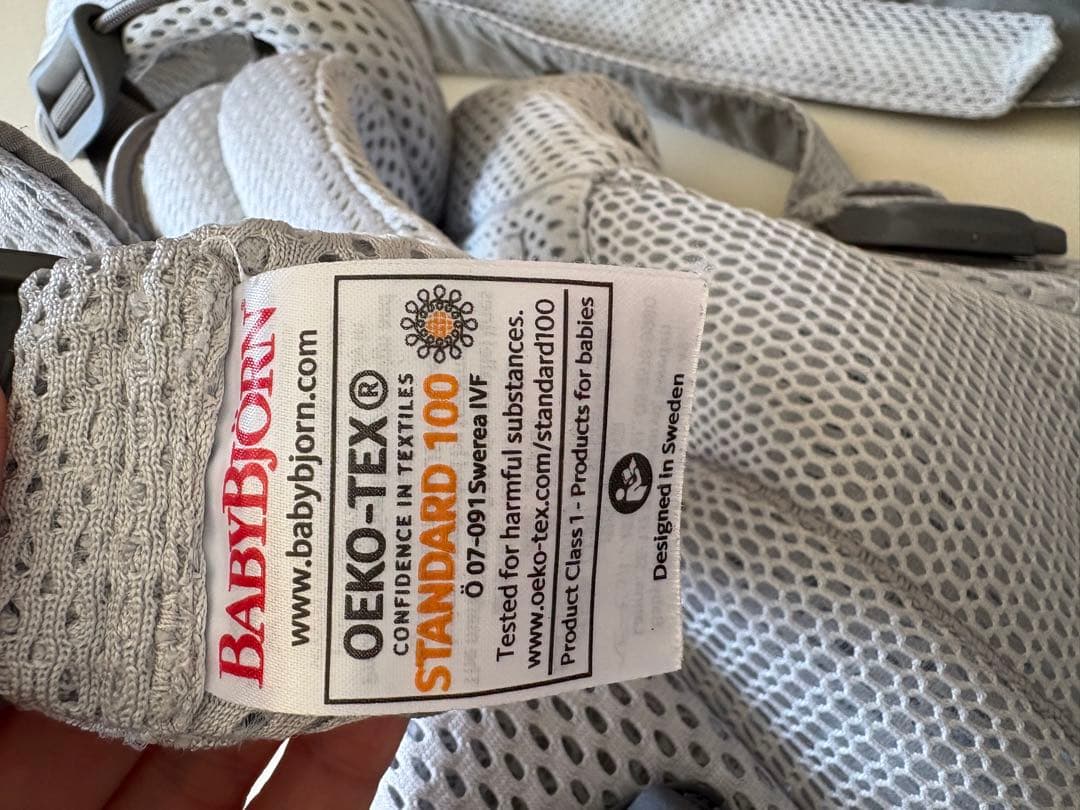 BABYBJÖRN
www.babybjorn.com
OEKO-TEX®
CONFIDENCE IN TEXTILES
STANDARD 100
Ö 07-091 Swerea IVF
Tested for harmful substances.
www.oeko-tex.com/standard100
Product Class 1 - Products for babies
Designed in Sweden